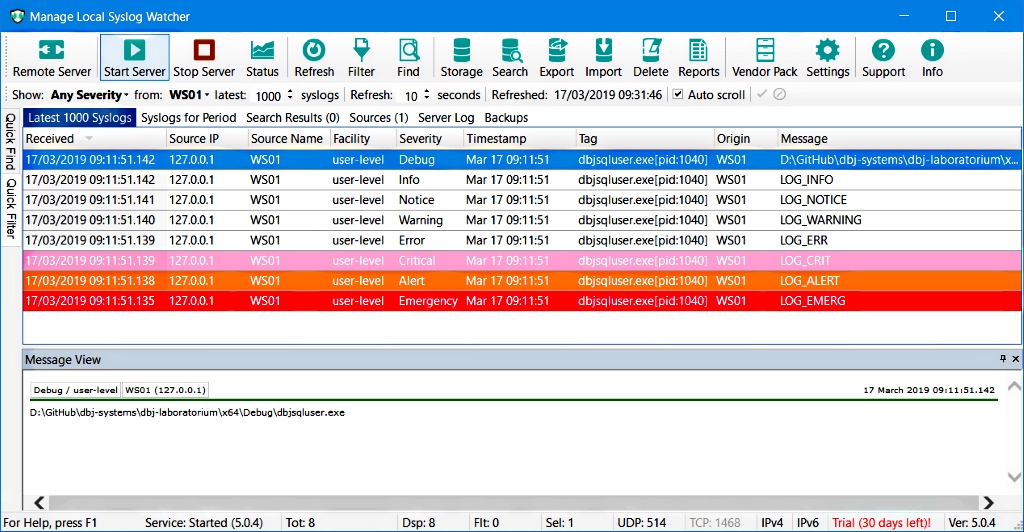 Manage Local Syslog Watcher
Remote Server Start Server Stop Server Status Refresh Filter Find Storage Search Export Import Delete Reports Vendor Pack Settings Support Info
Show: Any Severity from: WS01 latest: 1000 syslogs Refresh: 10 seconds Refreshed: 17/03/2019 09:31:46 Auto scroll
Quick Find
Quick Filter
Latest 1000 Syslogs Syslogs for Period Search Results (0) Sources (1) Server Log Backups
Received Source IP Source Name Facility Severity Timestamp Tag Origin Message
17/03/2019 09:11:51.142 127.0.0.1 WS01 user-level Debug Mar 17 09:11:51 dbjsqluser.exe[pid:1040] WS01 D:\GitHub\dbj-systems\dbj-laboratorium\x...
17/03/2019 09:11:51.142 127.0.0.1 WS01 user-level Info Mar 17 09:11:51 dbjsqluser.exe[pid:1040] WS01 LOG_INFO
17/03/2019 09:11:51.141 127.0.0.1 WS01 user-level Notice Mar 17 09:11:51 dbjsqluser.exe[pid:1040] WS01 LOG_NOTICE
17/03/2019 09:11:51.140 127.0.0.1 WS01 user-level Warning Mar 17 09:11:51 dbjsqluser.exe[pid:1040] WS01 LOG_WARNING
17/03/2019 09:11:51.139 127.0.0.1 WS01 user-level Error Mar 17 09:11:51 dbjsqluser.exe[pid:1040] WS01 LOG_ERR
17/03/2019 09:11:51.139 127.0.0.1 WS01 user-level Critical Mar 17 09:11:51 dbjsqluser.exe[pid:1040] WS01 LOG_CRIT
17/03/2019 09:11:51.138 127.0.0.1 WS01 user-level Alert Mar 17 09:11:51 dbjsqluser.exe[pid:1040] WS01 LOG_ALERT
17/03/2019 09:11:51.135 127.0.0.1 WS01 user-level Emergency Mar 17 09:11:51 dbjsqluser.exe[pid:1040] WS01 LOG_EMERG
Message View
Debug / user-level WS01 (127.0.0.1) 17 March 2019 09:11:51.142
D:\GitHub\dbj-systems\dbj-laboratorium\x64\Debug\dbjsqluser.exe
For Help, press F1 Service: Started (5.0.4) Tot: 8 Dsp: 8 Flt: 0 Sel: 1 UDP: 514 TCP: 1468 IPv4 IPv6 Trial (30 days left)! Ver: 5.0.4